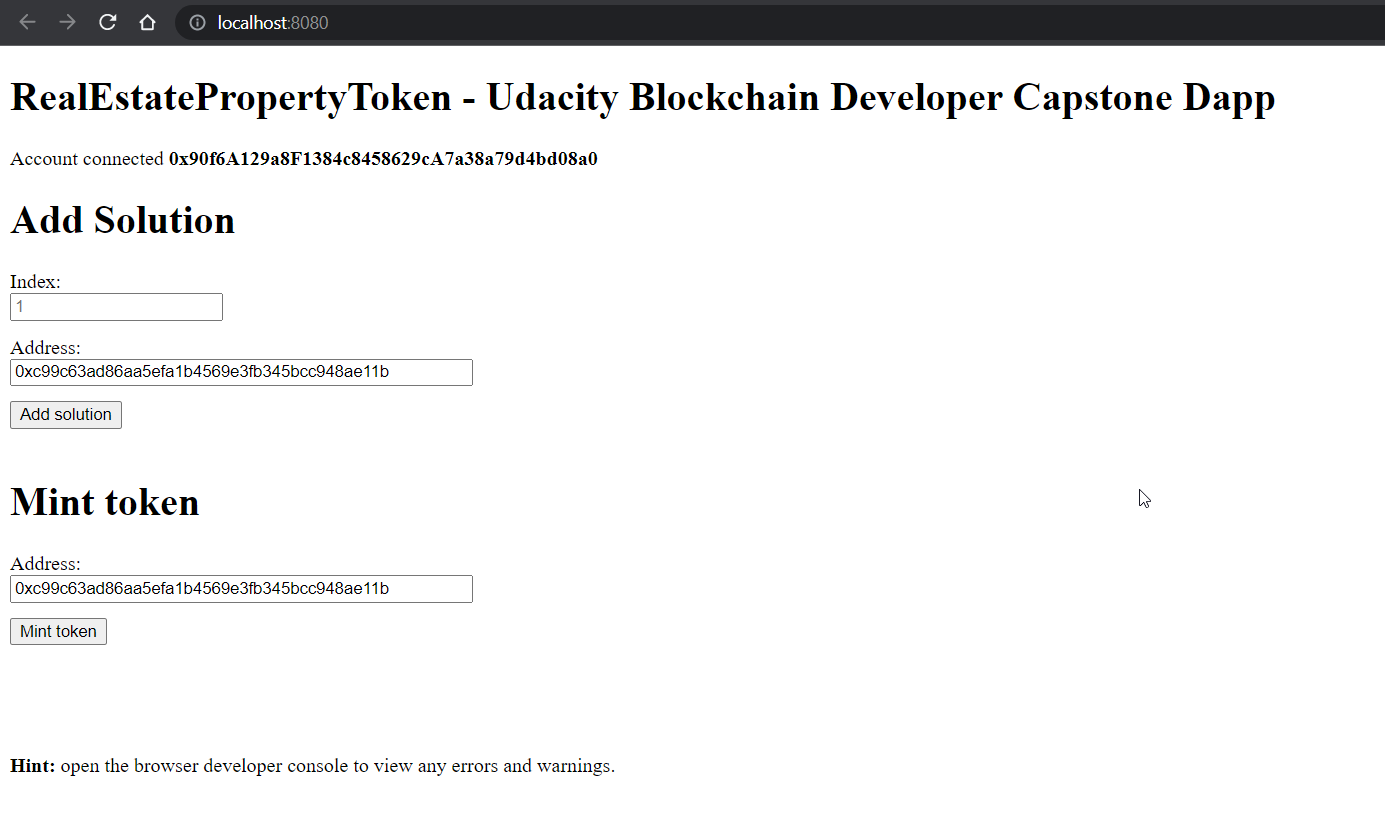 localhost:8080
RealEstatePropertyToken - Udacity Blockchain Developer Capstone Dapp
Account connected 0x90f6A129a8F1384c8458629cA7a38a79d4bd08a0
Add Solution
Index:
1
Address:
0xc99c63ad86aa5efa1b4569e3fb345bcc948ae11b
Add solution
Mint token
Address:
0xc99c63ad86aa5efa1b4569e3fb345bcc948ae11b
Mint token
Hint: open the browser developer console to view any errors and warnings.